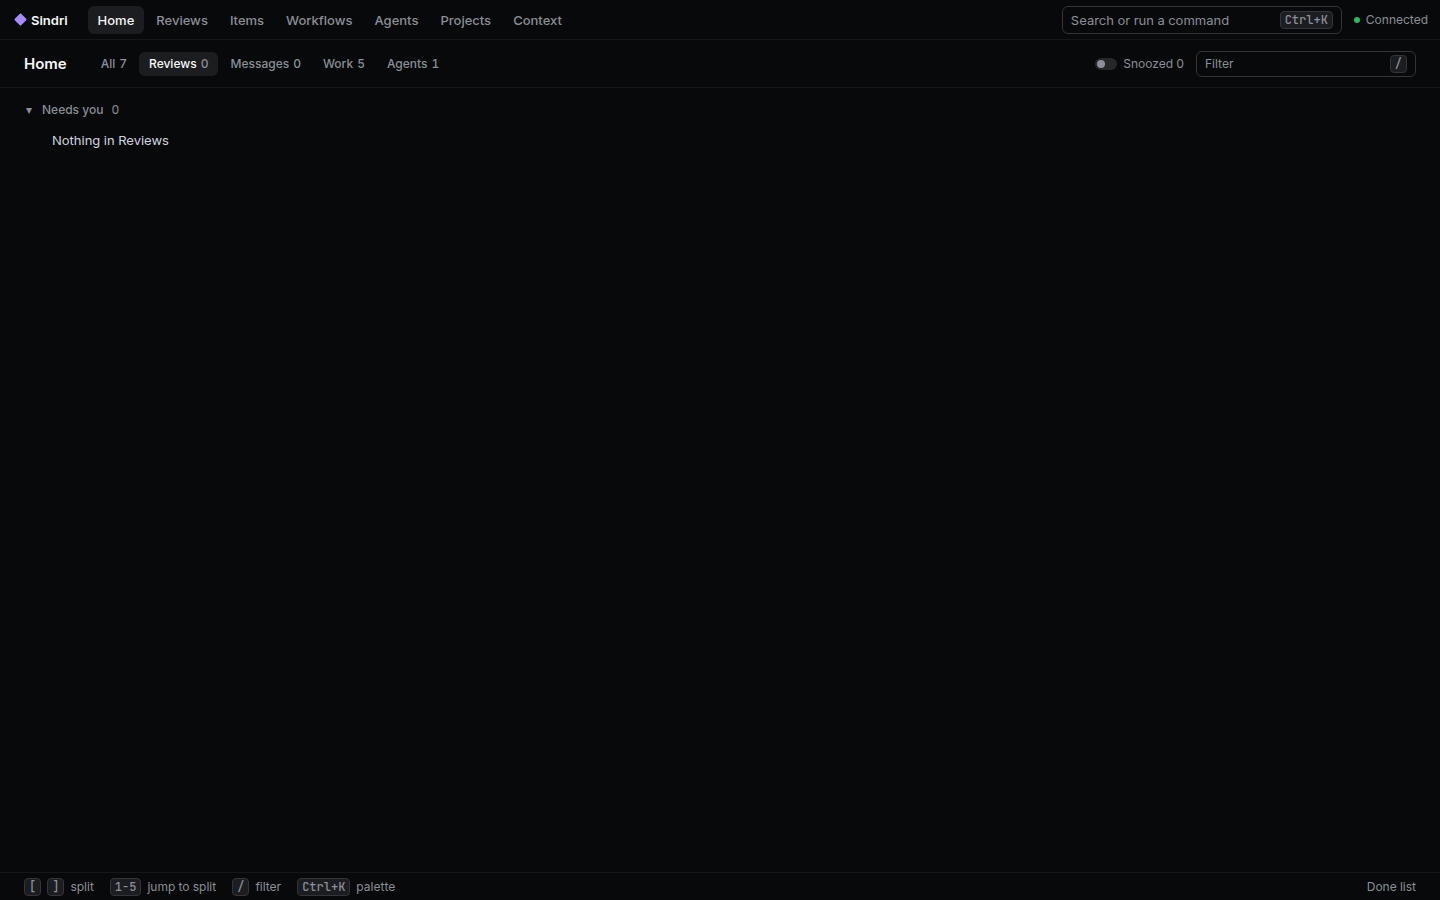 Sindri Home Reviews Items Workflows Agents Projects Context Search or run a command Ctrl+K Connected
Home All 7 Reviews 0 Messages 0 Work 5 Agents 1 Snoozed 0 Filter /
▾ Needs you 0
Nothing in Reviews
[ ] split 1-5 jump to split / filter Ctrl+K palette Done list